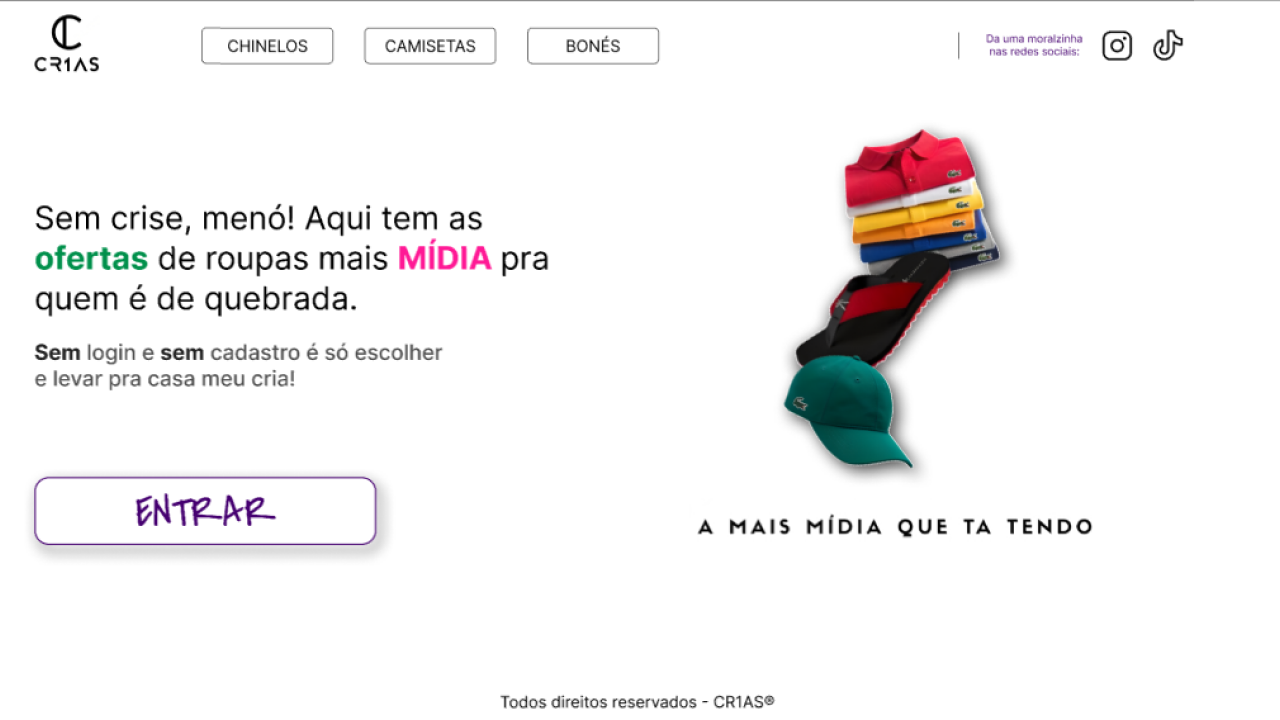 CR1AS
CHINELOS
CAMISETAS
BONÉS
Da uma moralzinha
nas redes sociais:
Sem crise, menó! Aqui tem as
ofertas de roupas mais MÍDIA pra
quem é de quebrada.
Sem login e sem cadastro é só escolher
e levar pra casa meu cria!
ENTRAR
A MAIS MÍDIA QUE TA TENDO
Todos direitos reservados - CR1AS®